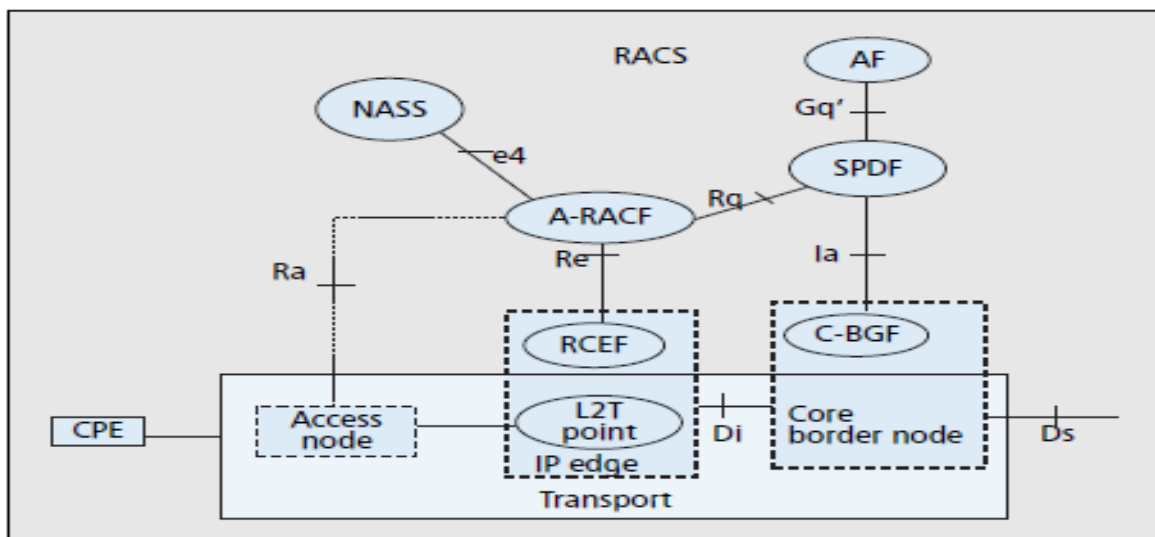 RACS
AF
NASS
Gq’
e4
SPDF
Rq
A-RACF
Re
Ia
Ra
RCEF
C-BGF
Access
node
L2T
point
Core
border node
CPE
Di
Ds
IP edge
Transport